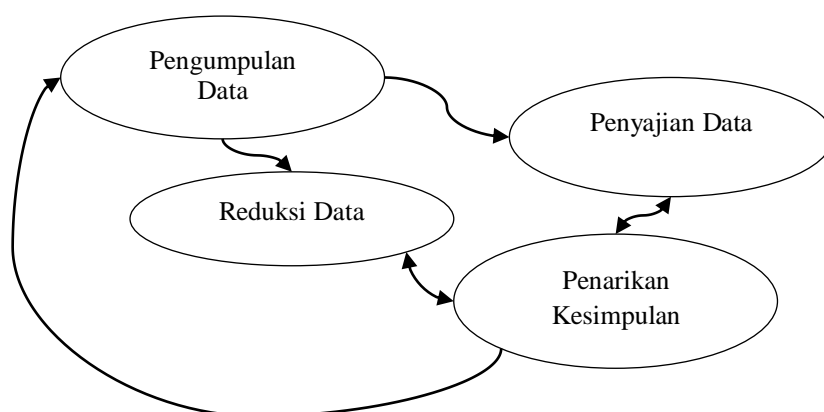 Pengumpulan
Data
Penyajian Data
Reduksi Data
Penarikan
Kesimpulan